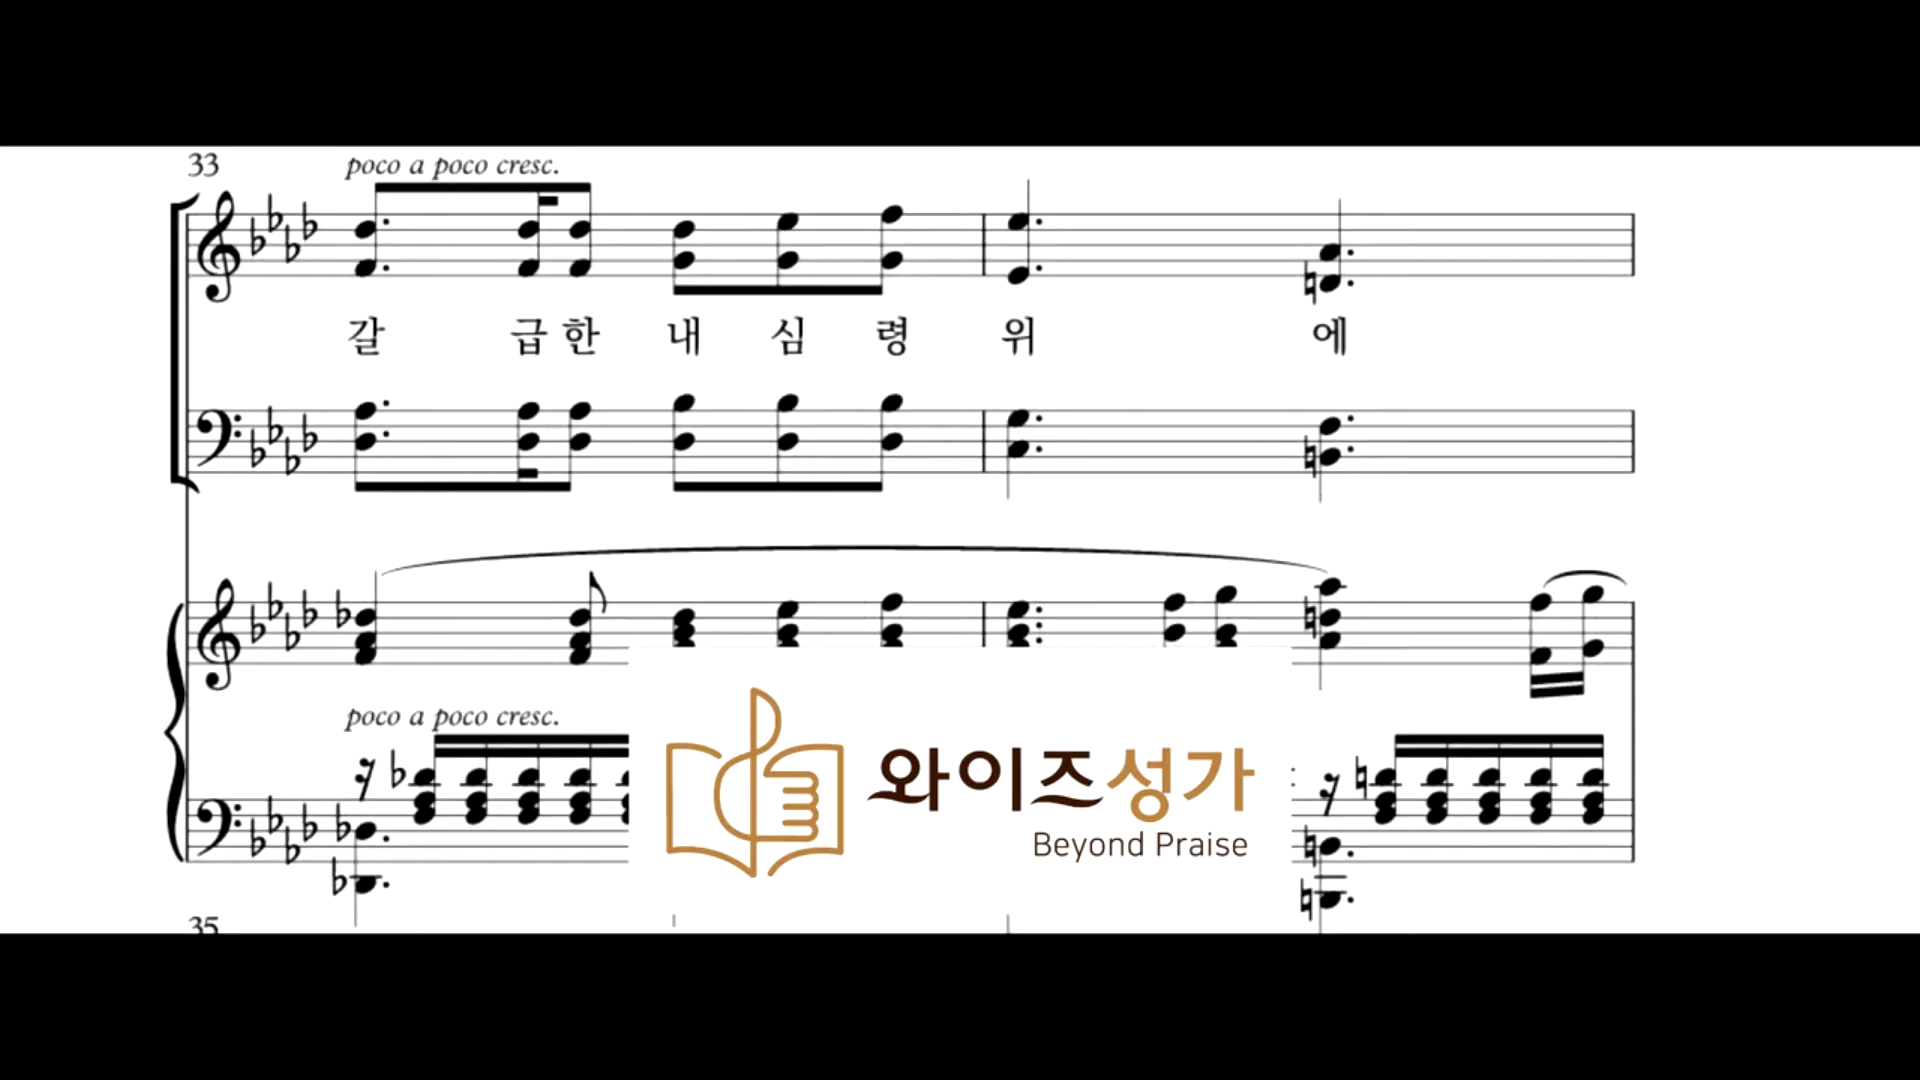 33
poco a poco cresc.
갈 급 한 내 심 령 위 에
poco a poco cresc.
와이즈성가
Beyond Praise
35